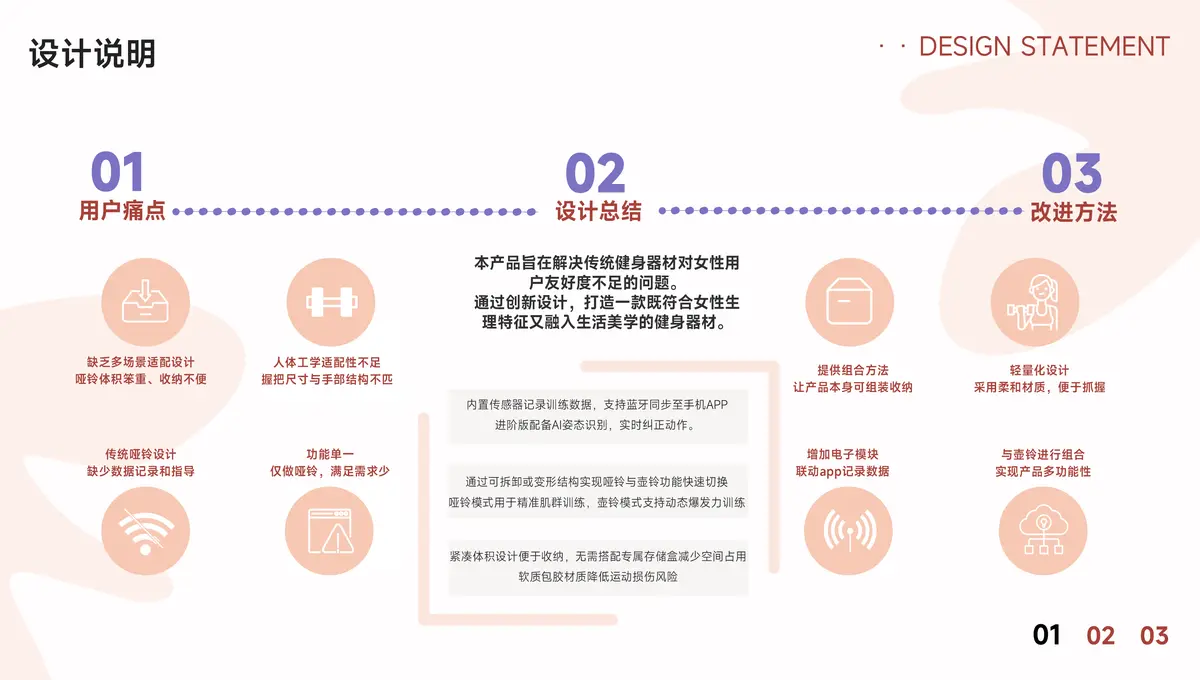 设计说明
· · DESIGN STATEMENT
01
用户痛点
02
设计总结
03
改进方法
缺乏多场景适配设计
哑铃体积笨重、收纳不便
人体工学适配性不足
握把尺寸与手部结构不匹
传统哑铃设计
缺少数据记录和指导
功能单一
仅做哑铃，满足需求少
本产品旨在解决传统健身器材对女性用
户友好度不足的问题。
通过创新设计，打造一款既符合女性生
理特征又融入生活美学的健身器材。
内置传感器记录训练数据，支持蓝牙同步至手机APP
进阶版配备AI姿态识别，实时纠正动作。
通过可拆卸或变形结构实现哑铃与壶铃功能快速切换
哑铃模式用于精准肌群训练，壶铃模式支持动态爆发力训练
紧凑体积设计便于收纳，无需搭配专属存储盒减少空间占用
软质包胶材质降低运动损伤风险
提供组合方法
让产品本身可组装收纳
轻量化设计
采用柔和材质，便于抓握
增加电子模块
联动app记录数据
与壶铃进行组合
实现产品多功能性
01 02 03